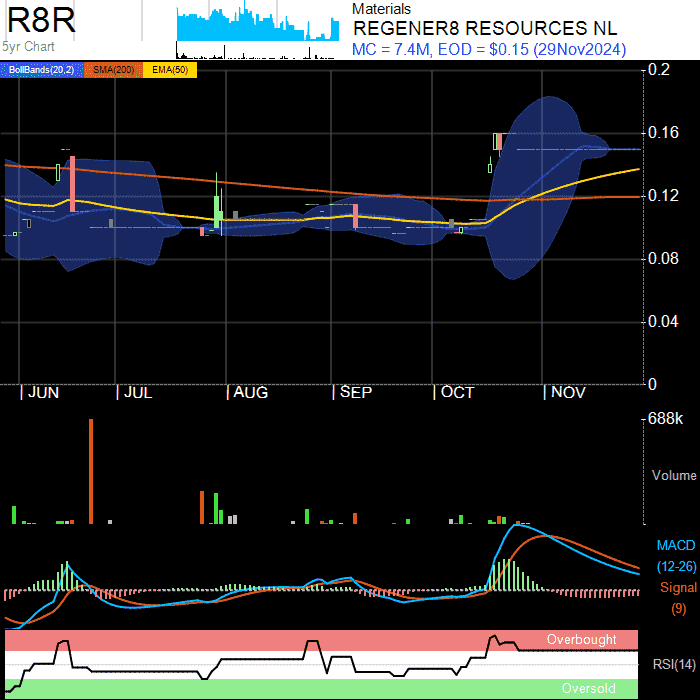 R8R
5yr Chart
Materials
REGENER8 RESOURCES NL
MC = 7.4M, EOD = $0.15 (29Nov2024)
BollBands(20,2) SMA(200) EMA(50)
0.2
0.16
0.12
0.08
0.04
0
JUN JUL AUG SEP OCT NOV
688k
Volume
MACD
(12-26)
Signal
(9)
Overbought
RSI(14)
Oversold